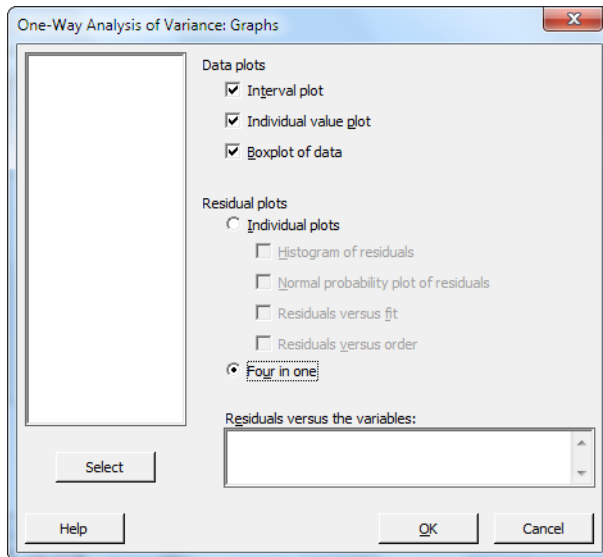 One-Way Analysis of Variance: Graphs
x
Data plots
Interval plot
Individual value plot
Boxplot of data
Residual plots
Individual plots
Histogram of residuals
Normal probability plot of residuals
Residuals versus fit
Residuals versus order
Four in one
Residuals versus the variables:
Select
Help
OK
Cancel